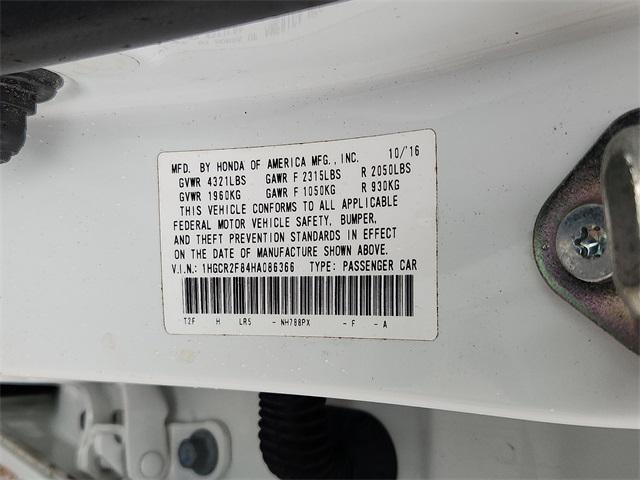 MFD. BY HONDA OF AMERICA MFG., INC. 10/'16
GVWR 4321LBS GAWR F 2315LBS R 2050LBS
GVWR 1960KG GAWR F 1050KG R 930KG
THIS VEHICLE CONFORMS TO ALL APPLICABLE
FEDERAL MOTOR VEHICLE SAFETY, BUMPER,
AND THEFT PREVENTION STANDARDS IN EFFECT
ON THE DATE OF MANUFACTURE SHOWN ABOVE.
V.I.N.: 1HGCR2F84HA086366 TYPE: PASSENGER CAR
T2F H LR5 - NH788PX - F - A